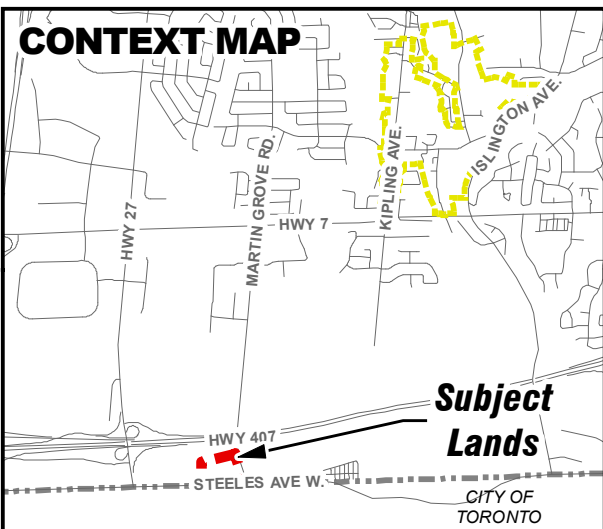 CONTEXT MAP
ISLINGTON AVE.
KIPLING AVE.
MARTIN GROVE RD.
HWY 27
HWY 7
Subject
Lands
HWY 407
STEELES AVE W.
CITY OF
TORONTO